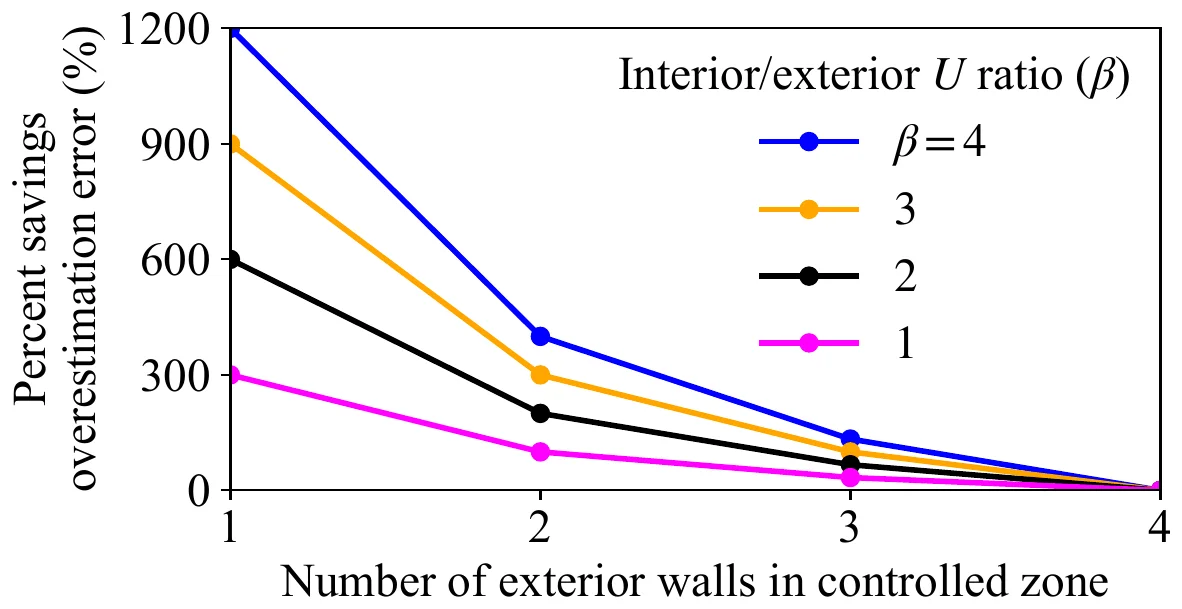 Percent savings
overestimation error (%)
1200
900
600
300
0
Interior/exterior U ratio (β)
β = 4
3
2
1
1 2 3 4
Number of exterior walls in controlled zone